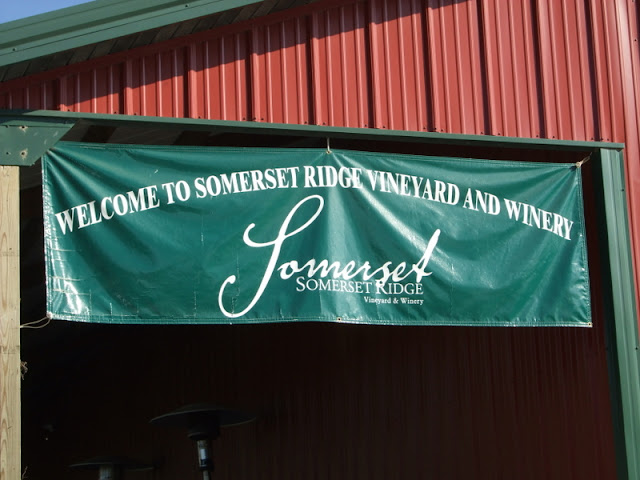 WELCOME TO SOMERSET RIDGE VINEYARD AND WINERY
Somerset
SOMERSET RIDGE
Vineyard & Winery